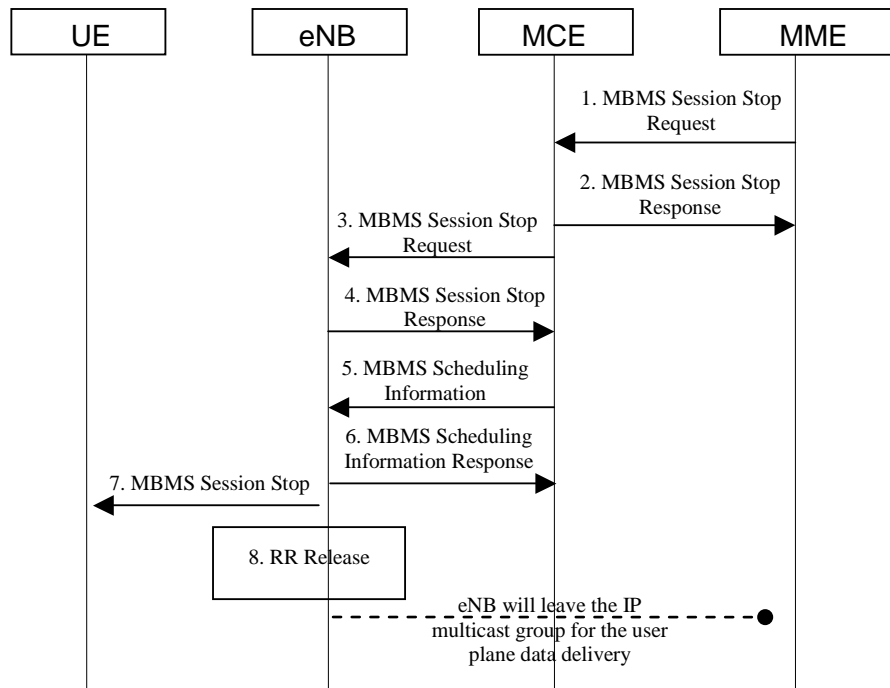 UE
eNB
MCE
MME
1. MBMS Session Stop
Request
2. MBMS Session Stop
Response
3. MBMS Session Stop
Request
4. MBMS Session Stop
Response
5. MBMS Scheduling
Information
6. MBMS Scheduling
Information Response
7. MBMS Session Stop
8. RR Release
eNB will leave the IP
multicast group for the user
plane data delivery